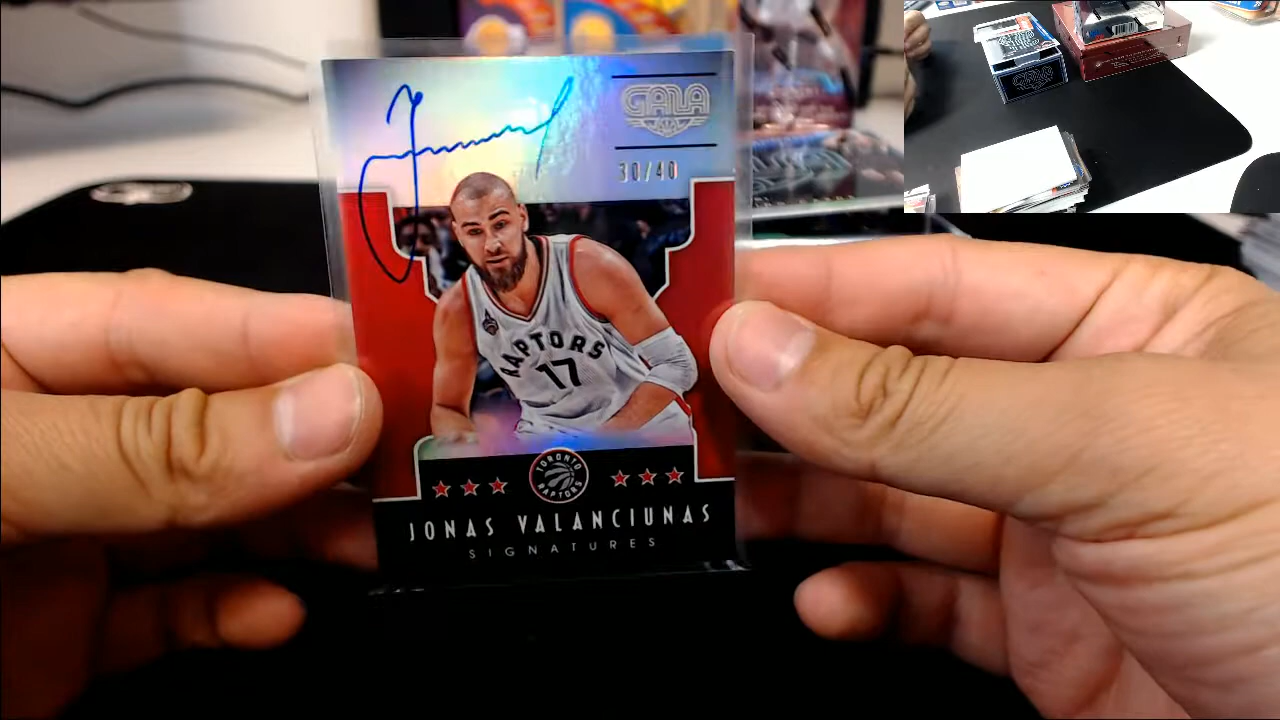 GALA
30/40
RAPTORS
17
TORONTO
RAPTORS
JONAS VALANCIUNAS
SIGNATURES